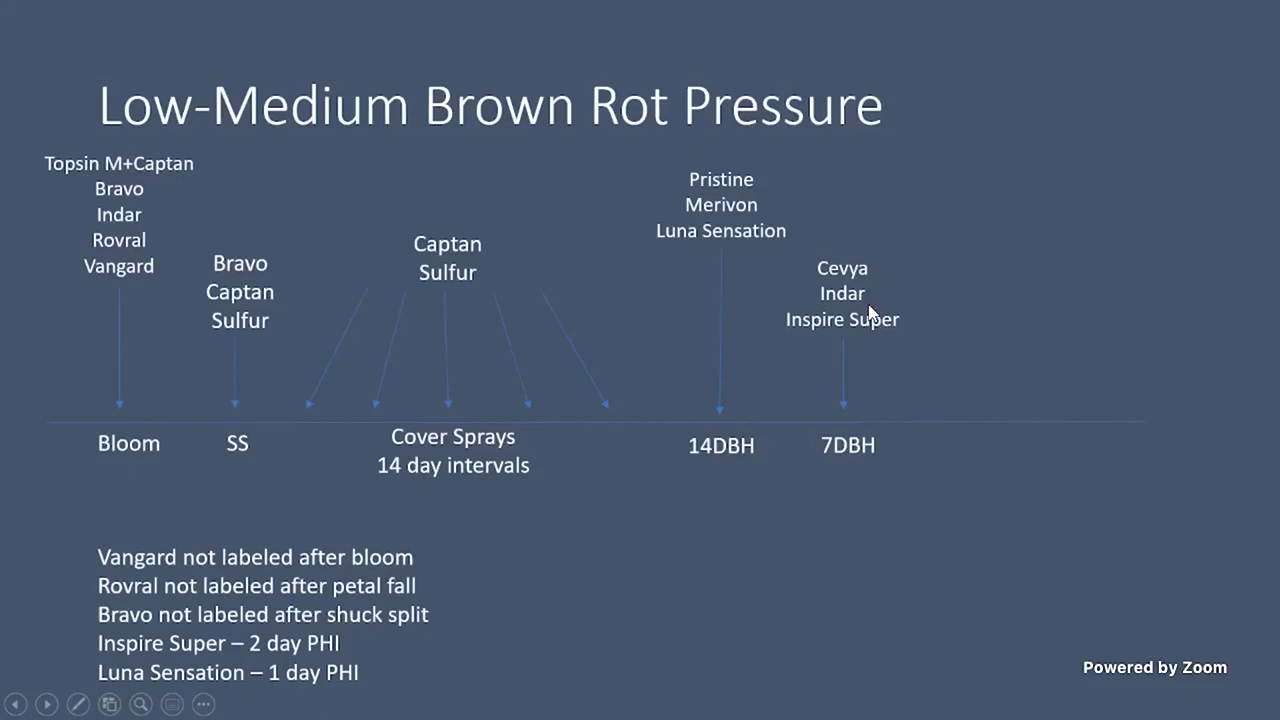 Low-Medium Brown Rot Pressure
Topsin M+Captan
Bravo
Indar
Rovral
Vangard
Bravo
Captan
Sulfur
Captan
Sulfur
Pristine
Merivon
Luna Sensation
Cevya
Indar
Inspire Super
Bloom
SS
Cover Sprays
14 day intervals
14DBH
7DBH
Vangard not labeled after bloom
Rovral not labeled after petal fall
Bravo not labeled after shuck split
Inspire Super – 2 day PHI
Luna Sensation – 1 day PHI
Powered by Zoom